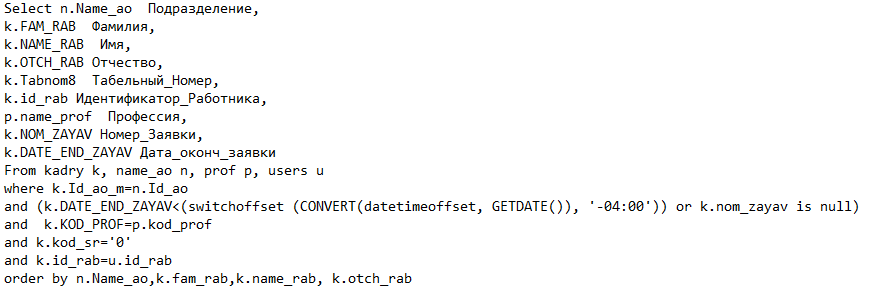 Select n.Name_ao  Подразделение,
k.FAM_RAB  Фамилия,
k.NAME_RAB  Имя,
k.OTCH_RAB Отчество,
k.Tabnom8  Табельный_Номер,
k.id_rab Идентификатор_Работника,
p.name_prof  Профессия,
k.NOM_ZAYAV Номер_Заявки,
k.DATE_END_ZAYAV Дата_оконч_заявки
From kadry k, name_ao n, prof p, users u
where k.Id_ao_m=n.Id_ao
and (k.DATE_END_ZAYAV<(switchoffset (CONVERT(datetimeoffset, GETDATE()), '-04:00')) or k.nom_zayav is null)
and  k.KOD_PROF=p.kod_prof
and k.kod_sr='0'
and k.id_rab=u.id_rab
order by n.Name_ao,k.fam_rab,k.name_rab, k.otch_rab